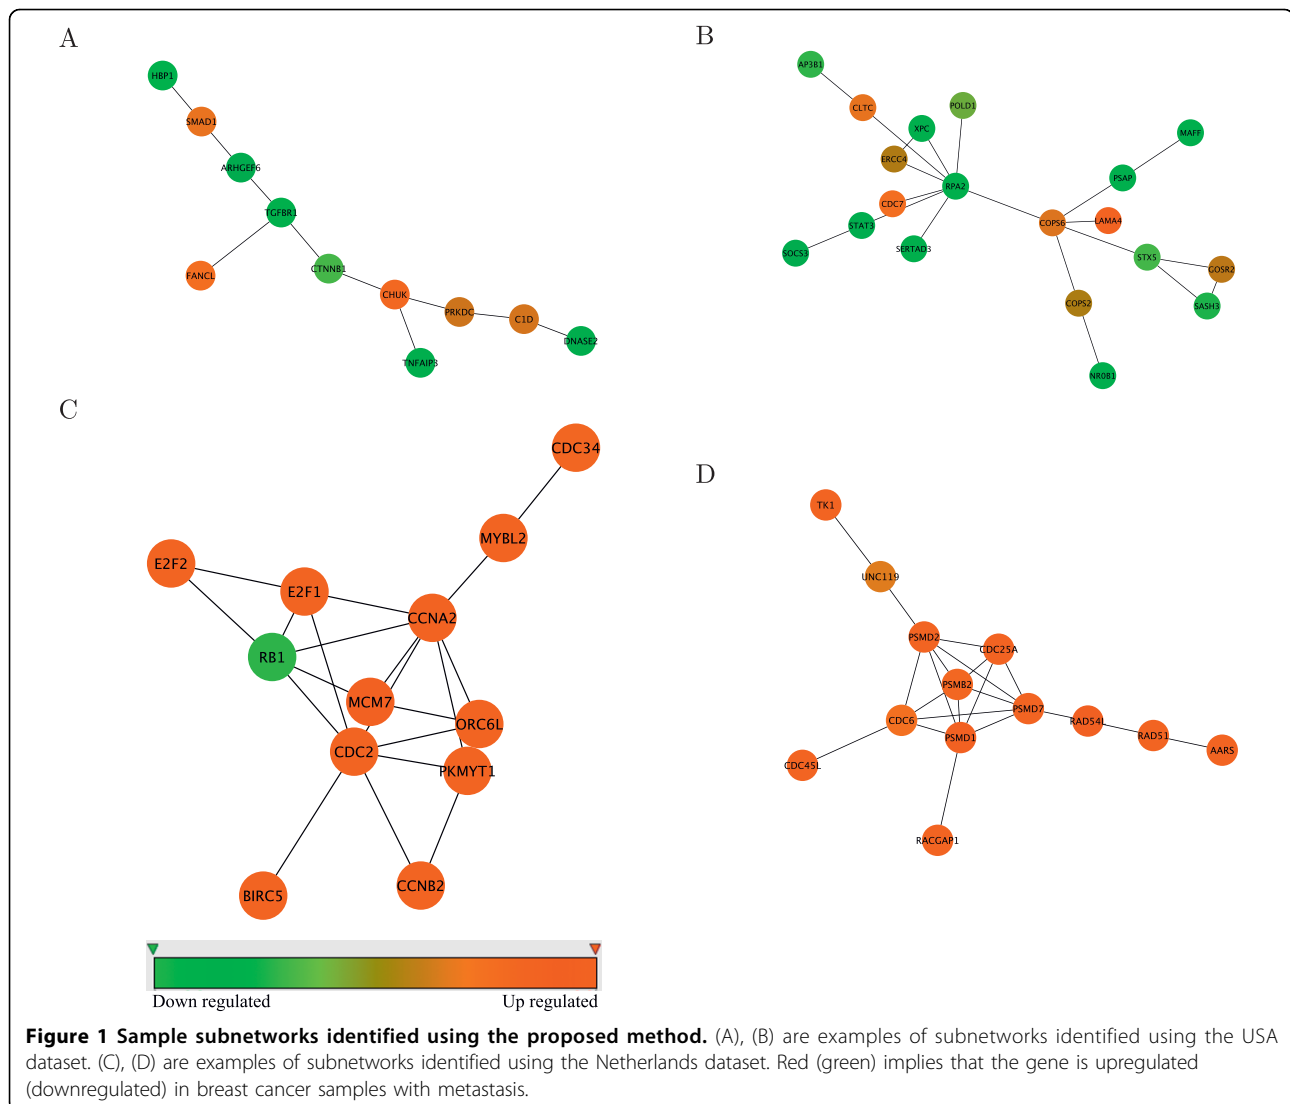 A
HBP1
SMAD1
ARHGEF6
TGFBR1
FANCL
CTNNB1
CHUK
PRKDC
C1D
DNASE2
TNFAIP3
B
AP3B1
CLTC
POLD1
XPC
ERCC4
RPA2
CDC7
STAT3
SOCS3
SERTAD3
MAFF
PSAP
COPS6
LAMA4
STX5
GOSR2
SASH3
COPS2
NR0B1
C
CDC34
MYBL2
E2F2
E2F1
CCNA2
RB1
MCM7
ORC6L
CDC2
PKMYT1
BIRC5
CCNB2
D
TK1
UNC119
PSMD2
CDC25A
PSMB2
PSMD7
CDC6
PSMD1
RAD54L
RAD51
AARS
CDC45L
RACGAP1
Down regulated
Up regulated
Figure 1 Sample subnetworks identified using the proposed method. (A), (B) are examples of subnetworks identified using the USA
dataset. (C), (D) are examples of subnetworks identified using the Netherlands dataset. Red (green) implies that the gene is upregulated
(downregulated) in breast cancer samples with metastasis.